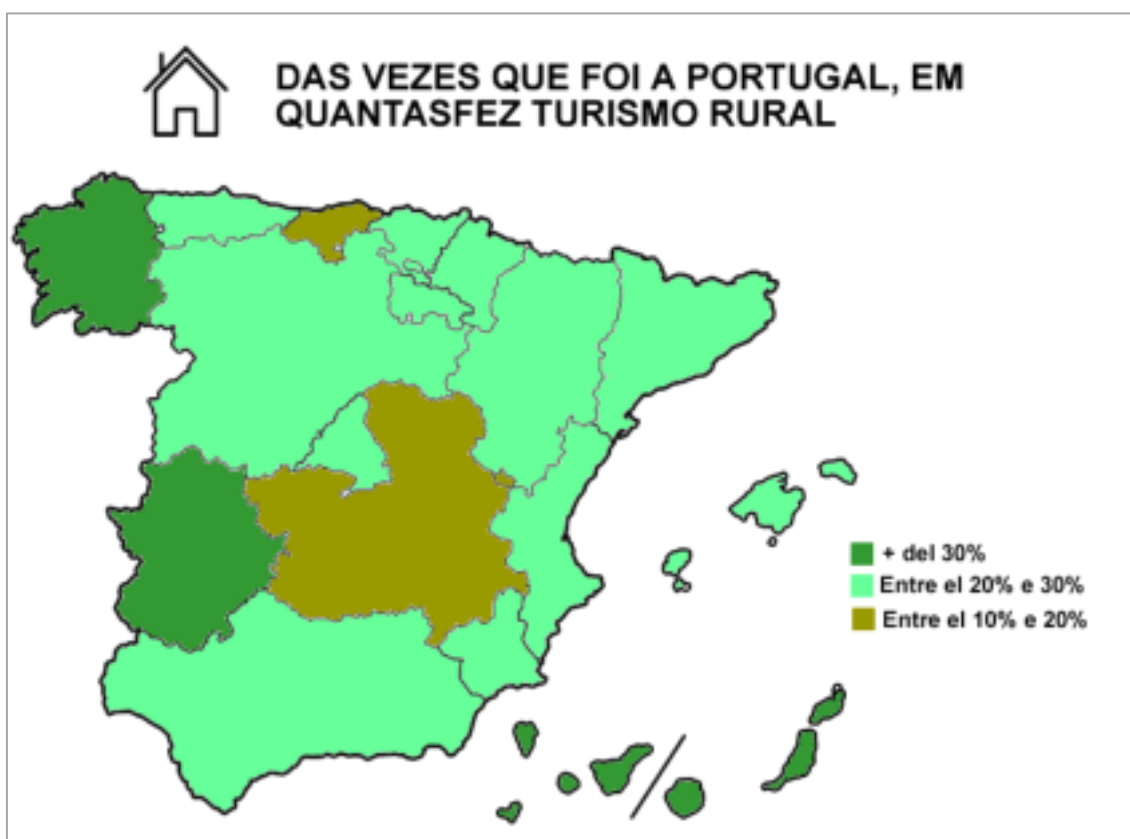 DAS VEZES QUE FOI A PORTUGAL, EM
QUANTASFEZ TURISMO RURAL
+ del 30%
Entre el 20% e 30%
Entre el 10% e 20%